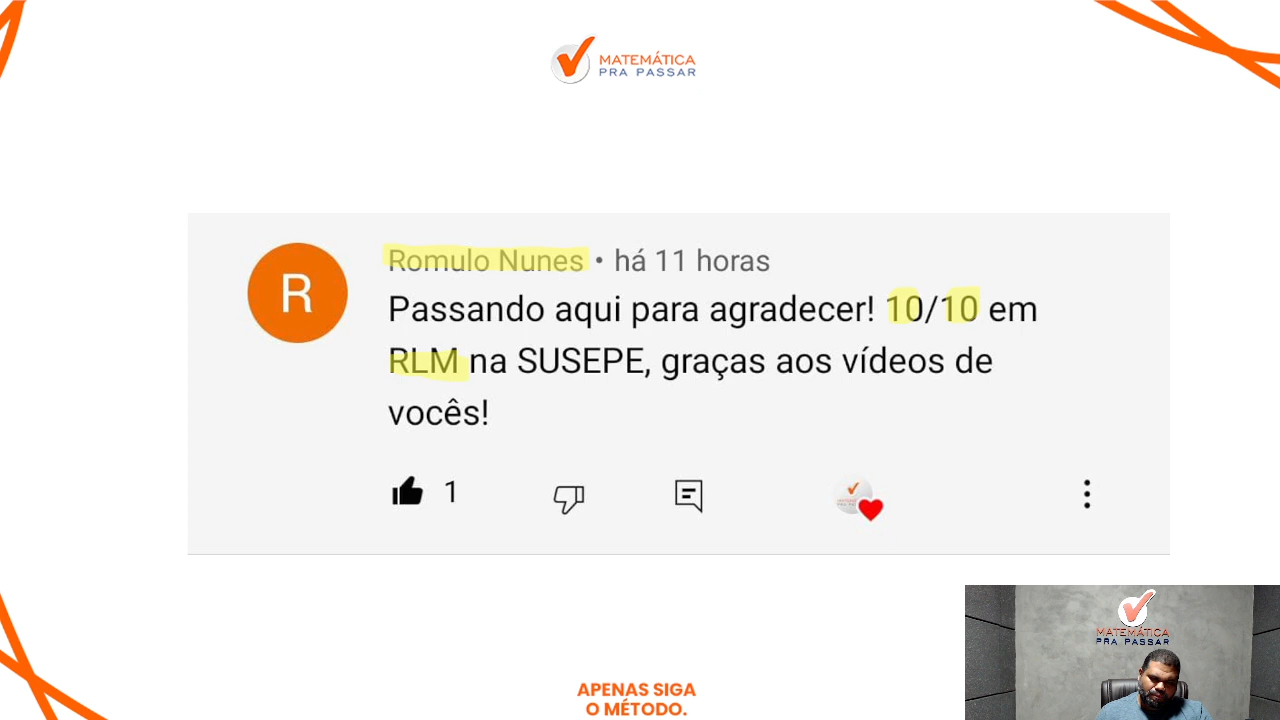 MATEMÁTICA
PRA PASSAR
R
Romulo Nunes • há 11 horas
Passando aqui para agradecer! 10/10 em
RLM na SUSEPE, graças aos vídeos de
vocês!
1
MATEMÁTICA
PRA PASSAR
APENAS SIGA
O MÉTODO.